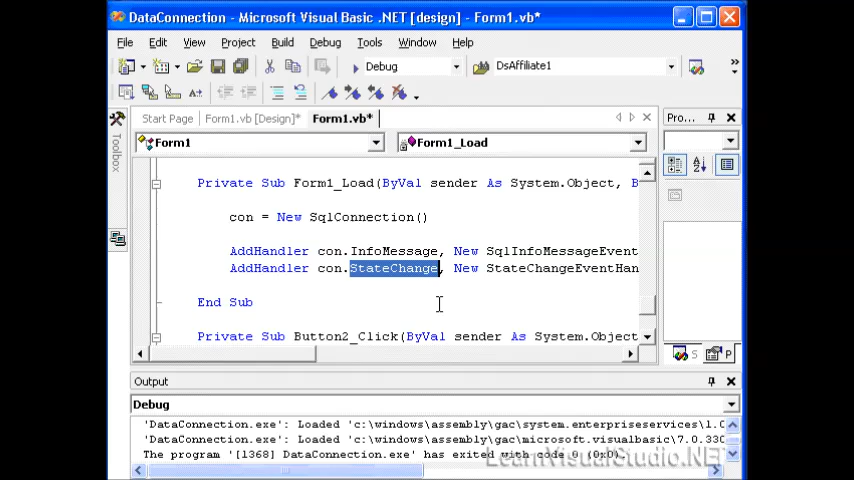 DataConnection - Microsoft Visual Basic .NET [design] - Form1.vb*
File Edit View Project Build Debug Tools Window Help
Debug DsAffiliate1
Start Page Form1.vb [Design]* Form1.vb* Pro...
Form1 Form1_Load
Toolbox
Private Sub Form1_Load(ByVal sender As System.Object, B
con = New SqlConnection()
AddHandler con.InfoMessage, New SqlInfoMessageEvent
AddHandler con.StateChange, New StateChangeEventHan
End Sub
Private Sub Button2_Click(ByVal sender As System.Object
S P
Output
Debug
'DataConnection.exe': Loaded 'c:\windows\assembly\gac\system.enterpriseservices\1.0
'DataConnection.exe': Loaded 'c:\windows\assembly\gac\microsoft.visualbasic\7.0.330
The program '[1368] DataConnection.exe' has exited with code 0 (0x0).
LearnVisualStudio.NET